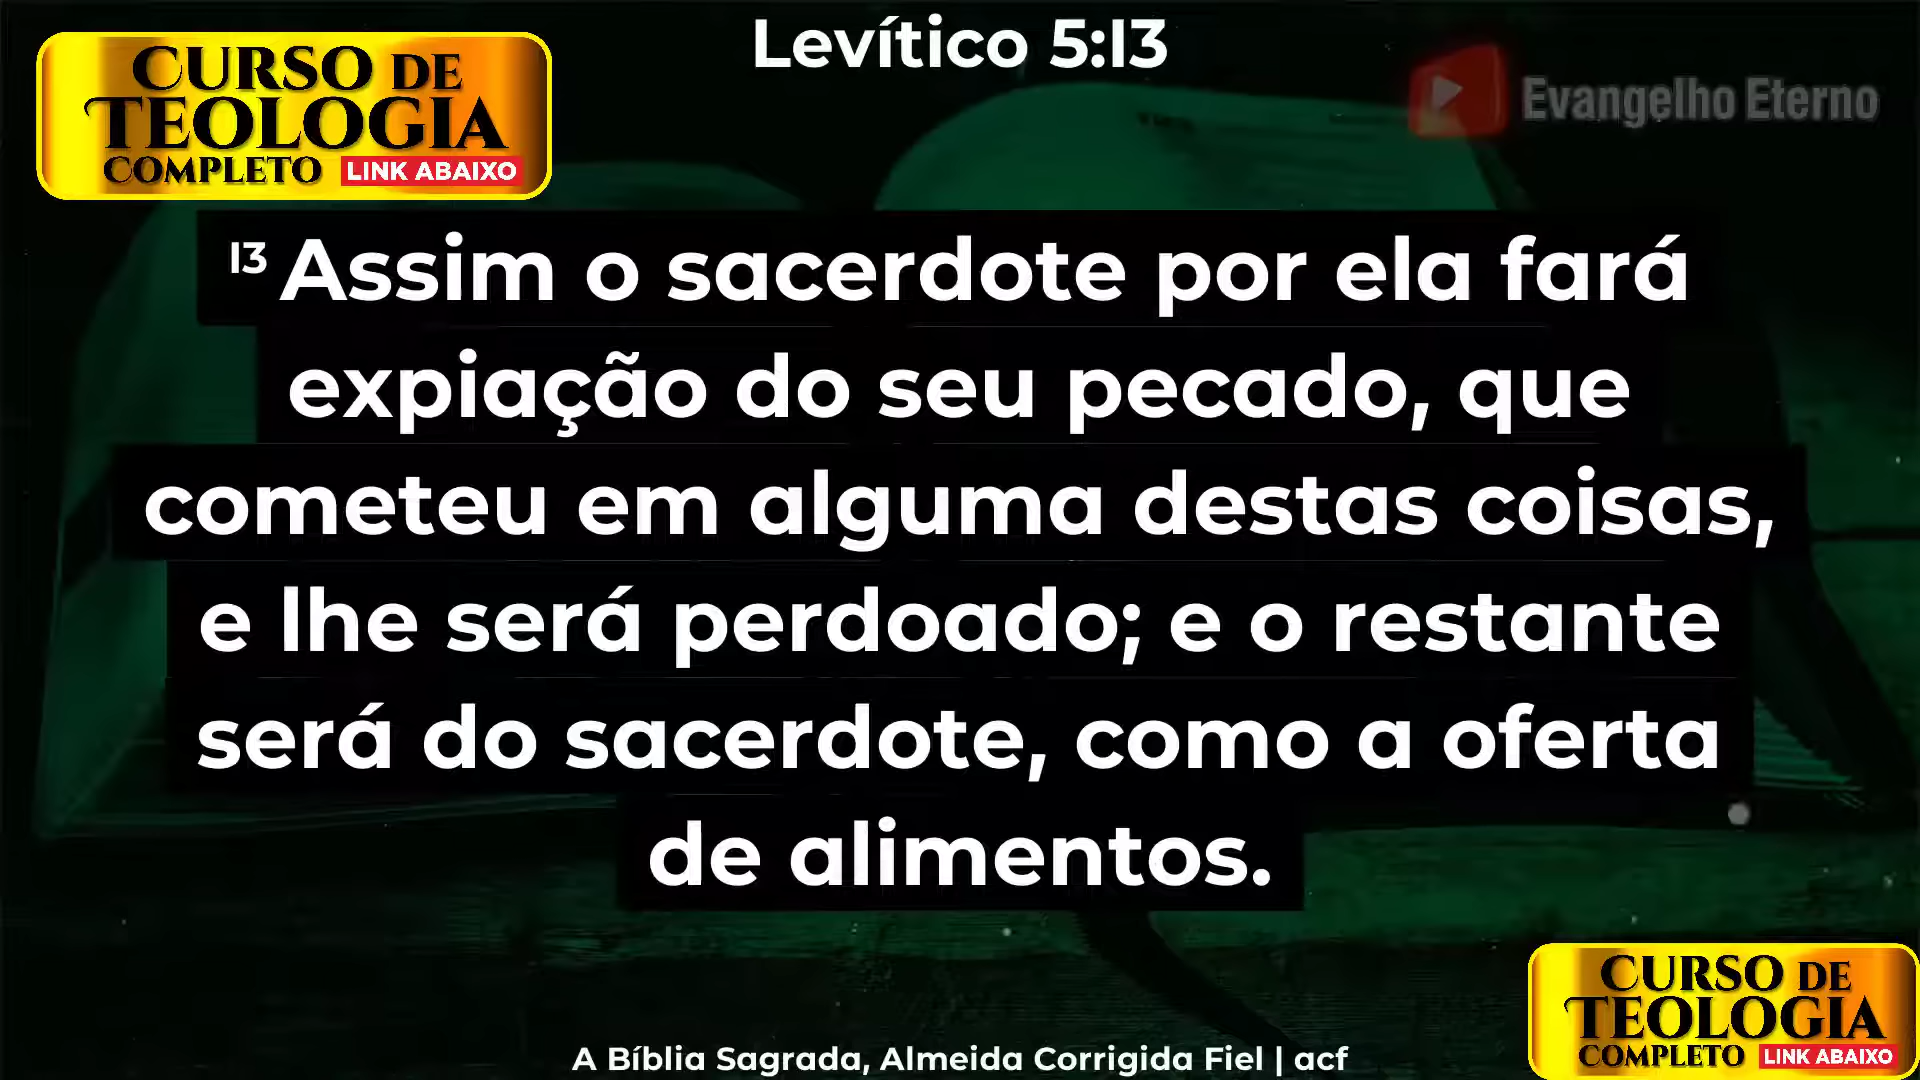 Levítico 5:13
CURSO DE
TEOLOGIA
COMPLETO LINK ABAIXO
Evangelho Eterno
13 Assim o sacerdote por ela fará
expiação do seu pecado, que
cometeu em alguma destas coisas,
e lhe será perdoado; e o restante
será do sacerdote, como a oferta
de alimentos.
A Bíblia Sagrada, Almeida Corrigida Fiel | acf
CURSO DE
TEOLOGIA
COMPLETO LINK ABAIXO